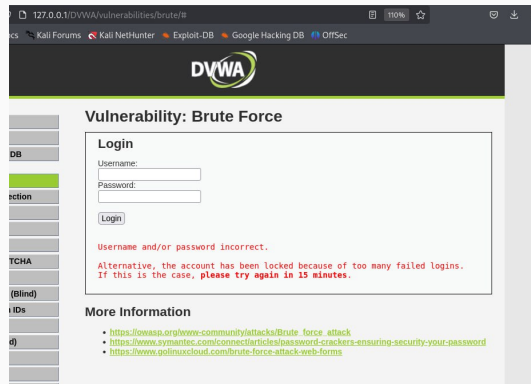 127.0.0.1/DVWA/vulnerabilities/brute/#
110%
Kali Forums
Kali NetHunter
Exploit-DB
Google Hacking DB
OffSec
DVWA
DB
ection
TCHA
(Blind)
IDs
d)
Vulnerability: Brute Force
Login
Username:
Password:
Login
Username and/or password incorrect.
Alternative, the account has been locked because of too many failed logins.
If this is the case, please try again in 15 minutes.
More Information
https://owasp.org/www-community/attacks/Brute_force_attack
https://www.symantec.com/connect/articles/password-crackers-ensuring-security-your-password
https://www.golinuxcloud.com/brute-force-attack-web-forms